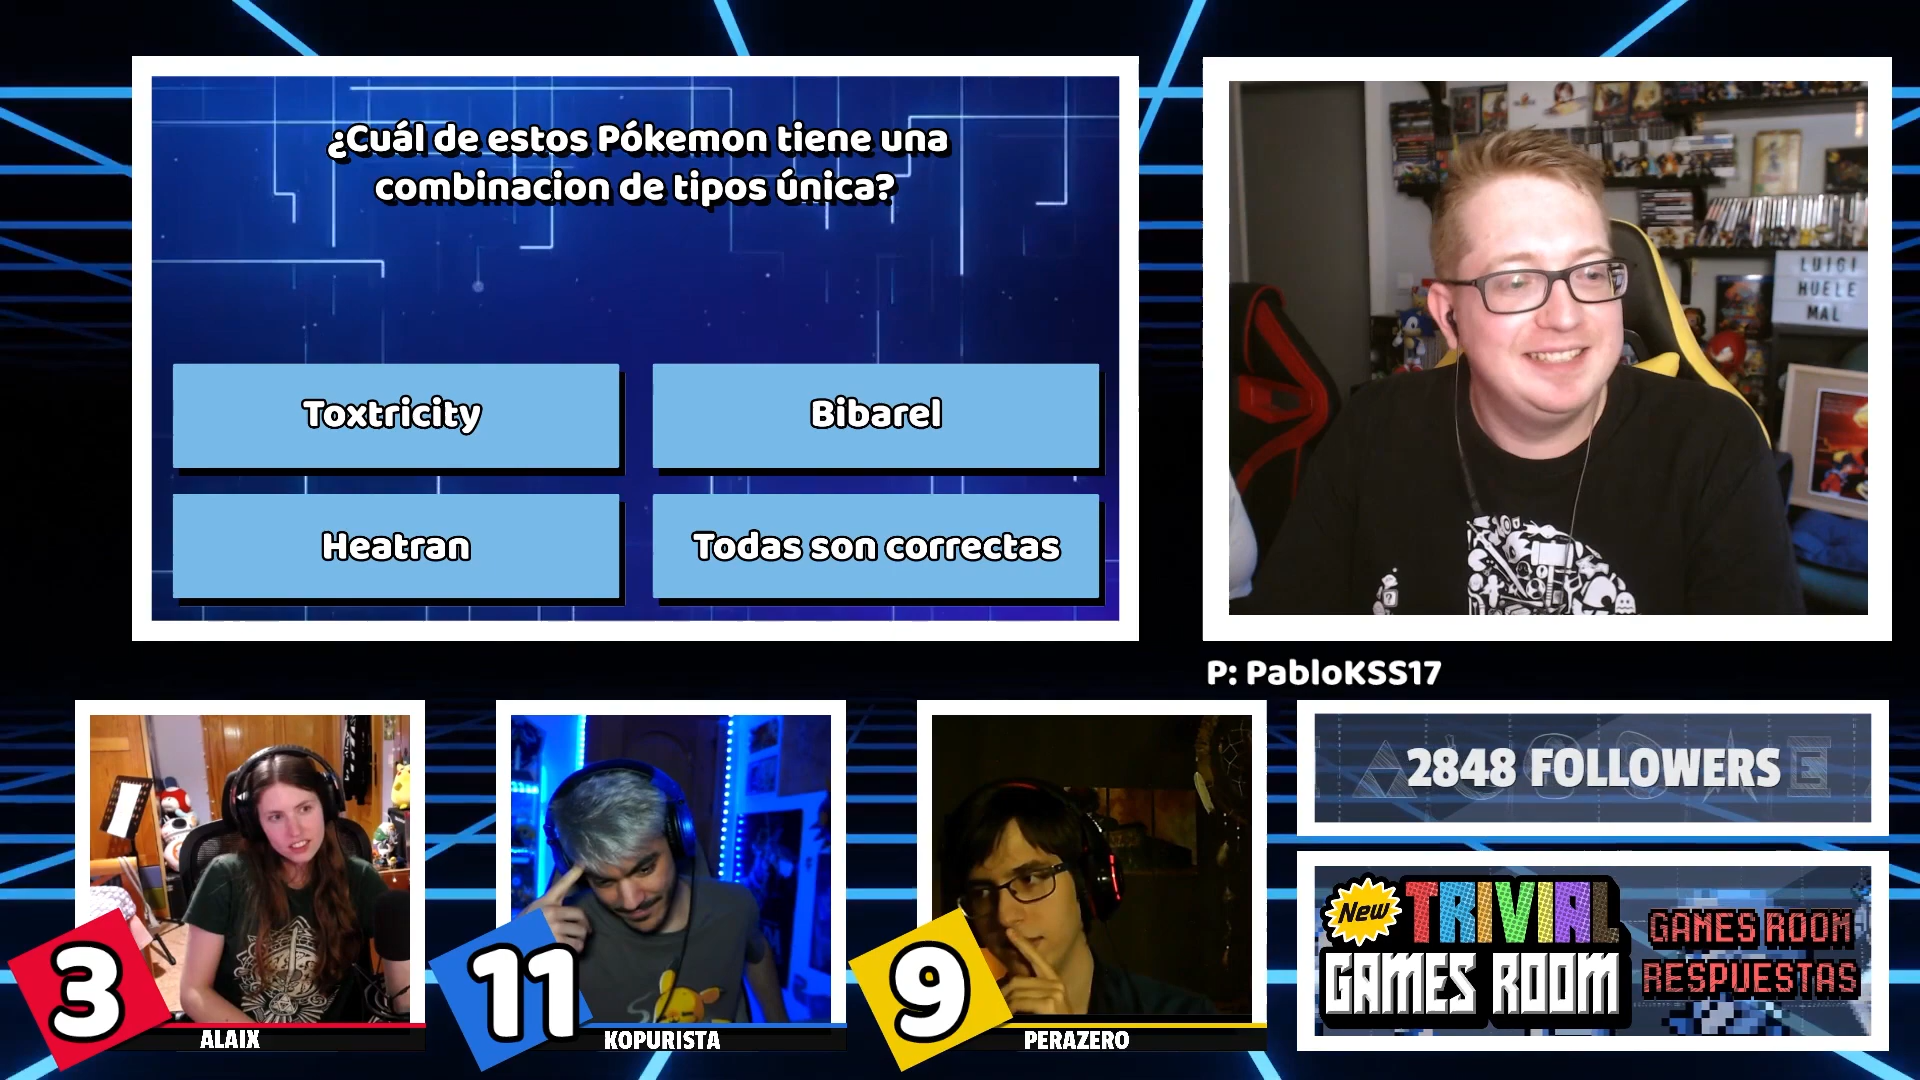 ¿Cuál de estos Pókemon tiene una
combinacion de tipos única?
Toxtricity
Bibarel
Heatran
Todas son correctas
LUIGI
HUELE
MAL
P: PabloKSS17
3
ALAIX
11
KOPURISTA
9
PERAZERO
2848 FOLLOWERS
New
TRIVIAL
GAMES ROOM
GAMES ROOM
RESPUESTAS